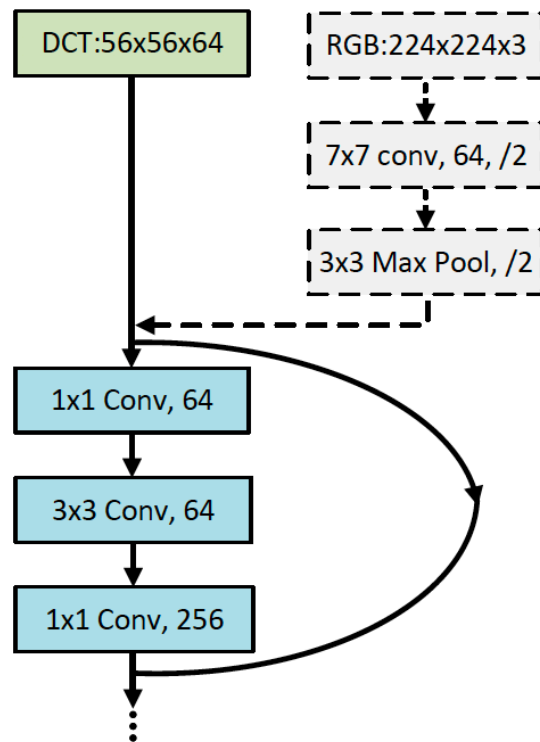 DCT:56x56x64
RGB:224x224x3
7x7 conv, 64, /2
3x3 Max Pool, /2
1x1 Conv, 64
3x3 Conv, 64
1x1 Conv, 256